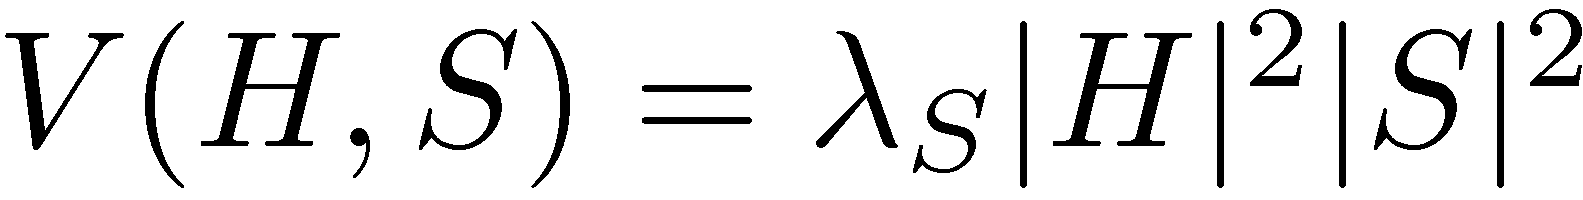 V(H, S) = λ_S|H|²|S|²